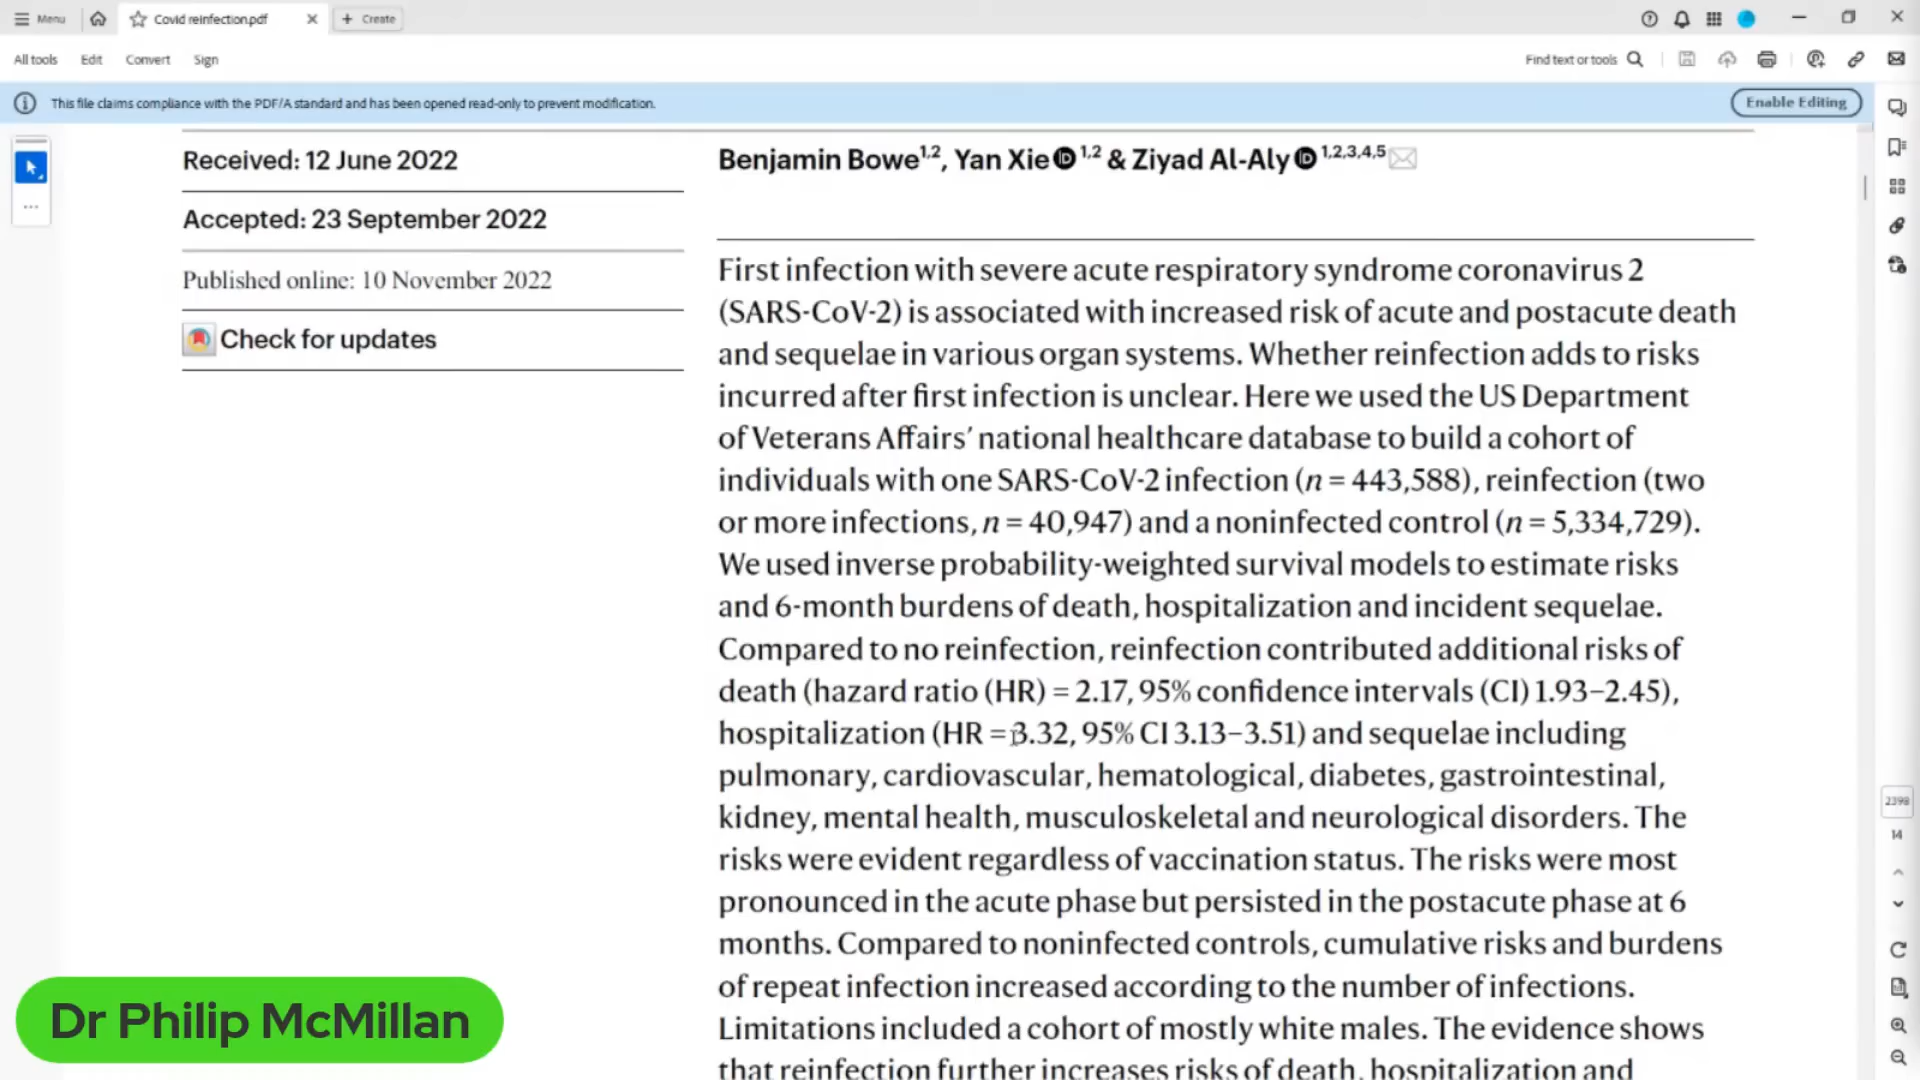 Menu
Covid reinfection.pdf
Create
All tools
Edit
Convert
Sign
Find text or tools
This file claims compliance with the PDF/A standard and has been opened read-only to prevent modification.
Enable Editing
Received: 12 June 2022
Accepted: 23 September 2022
Published online: 10 November 2022
Check for updates
Benjamin Bowe1,2, Yan Xie 1,2 & Ziyad Al-Aly 1,2,3,4,5
First infection with severe acute respiratory syndrome coronavirus 2
(SARS-CoV-2) is associated with increased risk of acute and postacute death
and sequelae in various organ systems. Whether reinfection adds to risks
incurred after first infection is unclear. Here we used the US Department
of Veterans Affairs’ national healthcare database to build a cohort of
individuals with one SARS-CoV-2 infection (n = 443,588), reinfection (two
or more infections, n = 40,947) and a noninfected control (n = 5,334,729).
We used inverse probability-weighted survival models to estimate risks
and 6-month burdens of death, hospitalization and incident sequelae.
Compared to no reinfection, reinfection contributed additional risks of
death (hazard ratio (HR) = 2.17, 95% confidence intervals (CI) 1.93–2.45),
hospitalization (HR = 3.32, 95% CI 3.13–3.51) and sequelae including
pulmonary, cardiovascular, hematological, diabetes, gastrointestinal,
kidney, mental health, musculoskeletal and neurological disorders. The
risks were evident regardless of vaccination status. The risks were most
pronounced in the acute phase but persisted in the postacute phase at 6
months. Compared to noninfected controls, cumulative risks and burdens
of repeat infection increased according to the number of infections.
Limitations included a cohort of mostly white males. The evidence shows
that reinfection further increases risks of death, hospitalization and
2398
14
Dr Philip McMillan